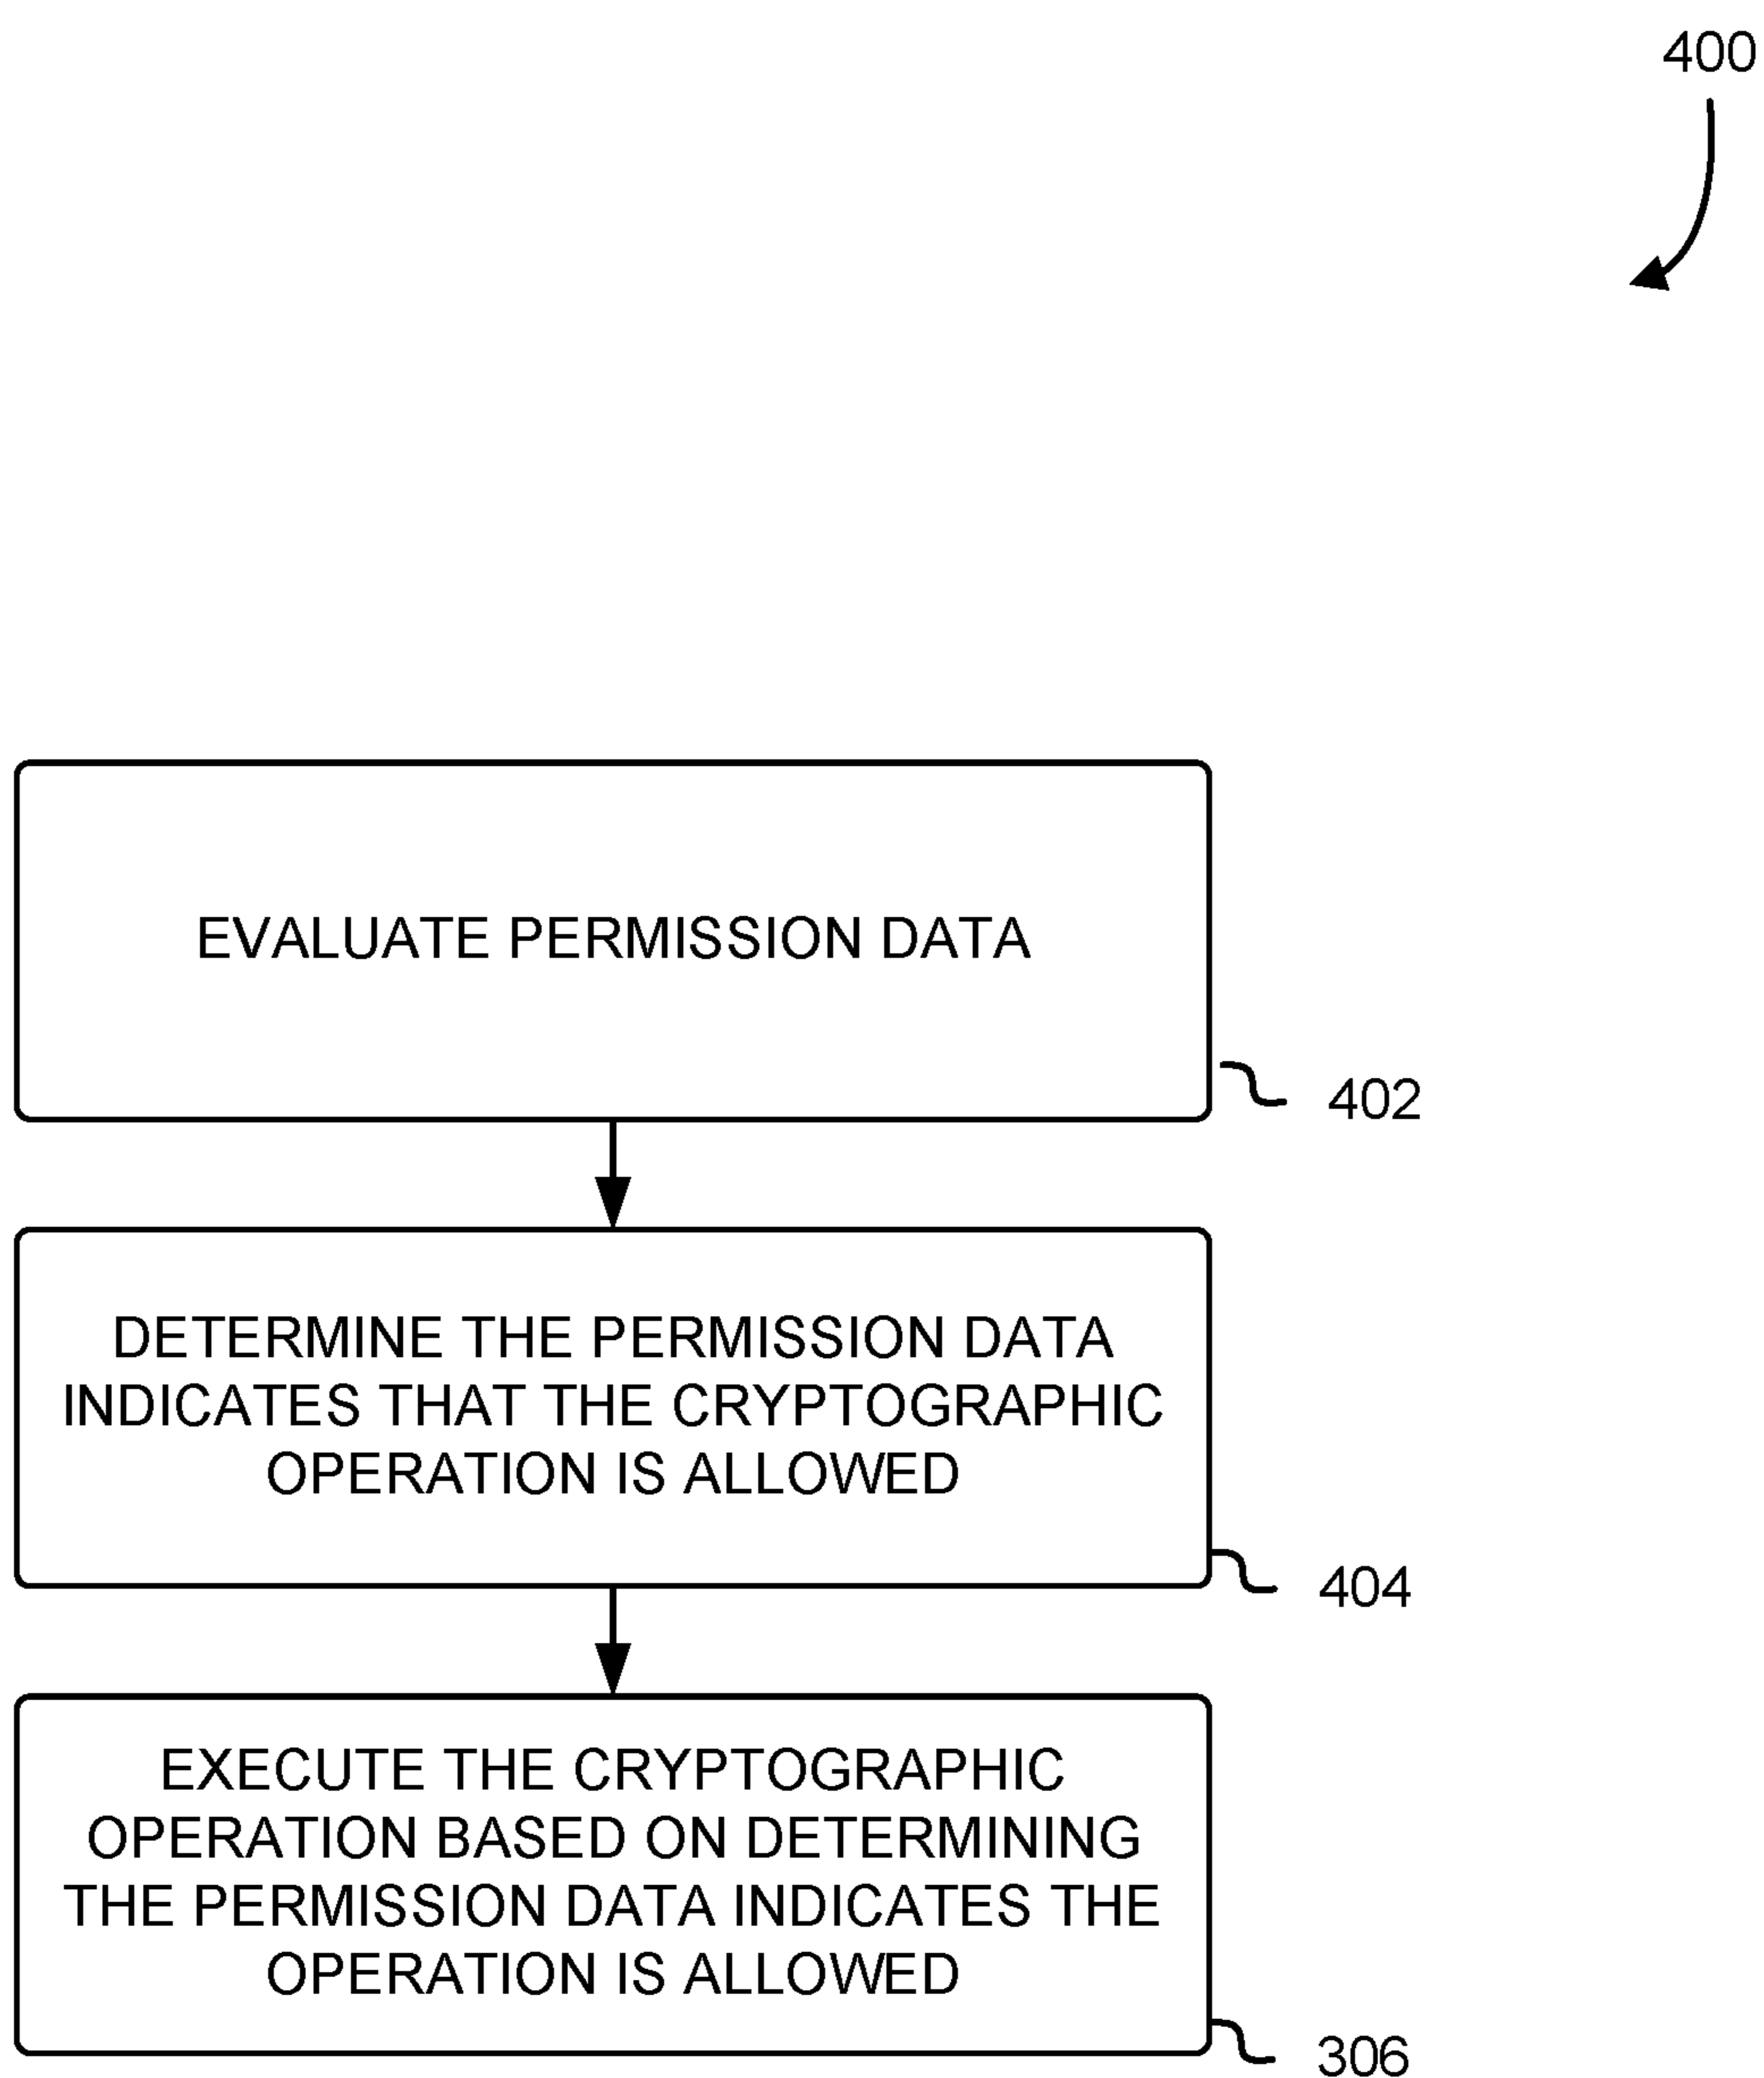 400
EVALUATE PERMISSION DATA
402
DETERMINE THE PERMISSION DATA
INDICATES THAT THE CRYPTOGRAPHIC
OPERATION IS ALLOWED
404
EXECUTE THE CRYPTOGRAPHIC
OPERATION BASED ON DETERMINING
THE PERMISSION DATA INDICATES THE
OPERATION IS ALLOWED
306